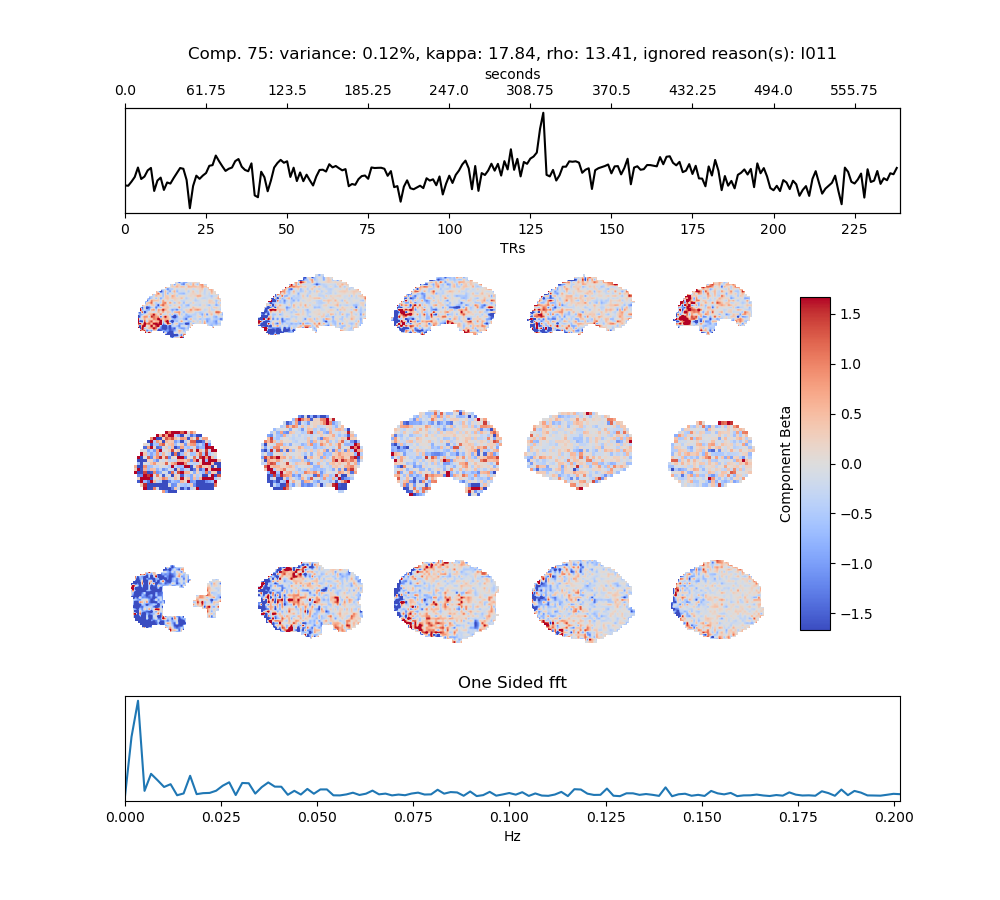 Comp. 75: variance: 0.12%, kappa: 17.84, rho: 13.41, ignored reason(s): I011
seconds
0.0 61.75 123.5 185.25 247.0 308.75 370.5 432.25 494.0 555.75
0 25 50 75 100 125 150 175 200 225
TRs
Component Beta
1.5
1.0
0.5
0.0
−0.5
−1.0
−1.5
One Sided fft
0.000 0.025 0.050 0.075 0.100 0.125 0.150 0.175 0.200
Hz